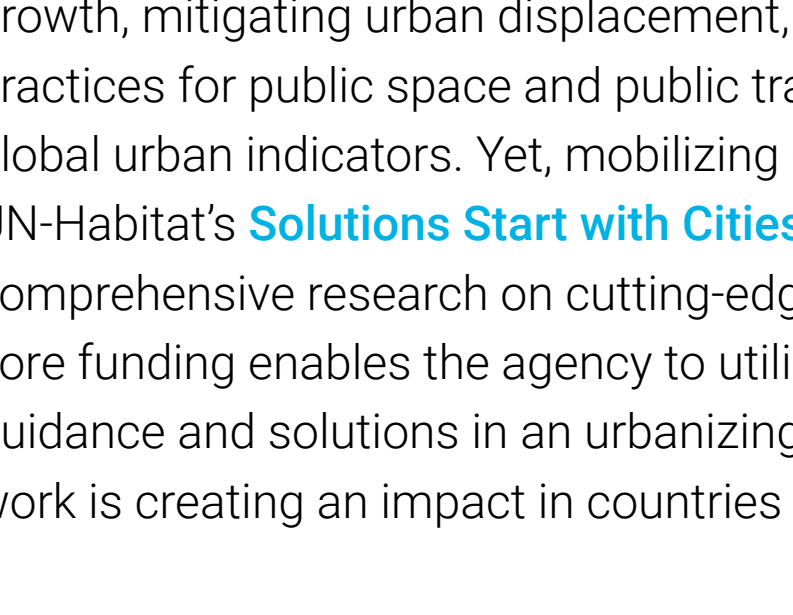 rowth, mitigating urban displacement,
ractices for public space and public tra
lobal urban indicators. Yet, mobilizing
UN-Habitat’s Solutions Start with Cities
omprehensive research on cutting-edg
ore funding enables the agency to utili
uidance and solutions in an urbanizing
work is creating an impact in countries